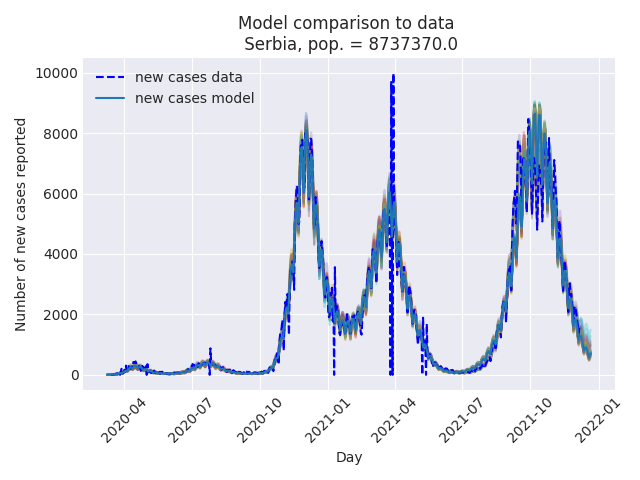 Model comparison to data
Serbia, pop. = 8737370.0
new cases data
new cases model
Number of new cases reported
10000
8000
6000
4000
2000
0
2020-04
2020-07
2020-10
2021-01
2021-04
2021-07
2021-10
2022-01
Day